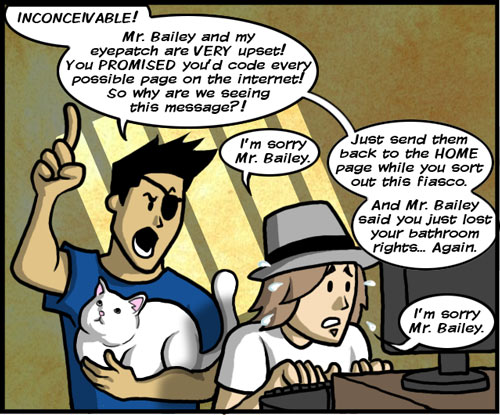 INCONCEIVABLE!
Mr. Bailey and my
eyepatch are VERY upset!
You PROMISED you'd code every
possible page on the internet!
So why are we seeing
this message?!
I'm sorry
Mr. Bailey.
Just send them
back to the HOME
page while you sort
out this fiasco.
And Mr. Bailey
said you just lost
your bathroom
rights... Again.
I'm sorry
Mr. Bailey.